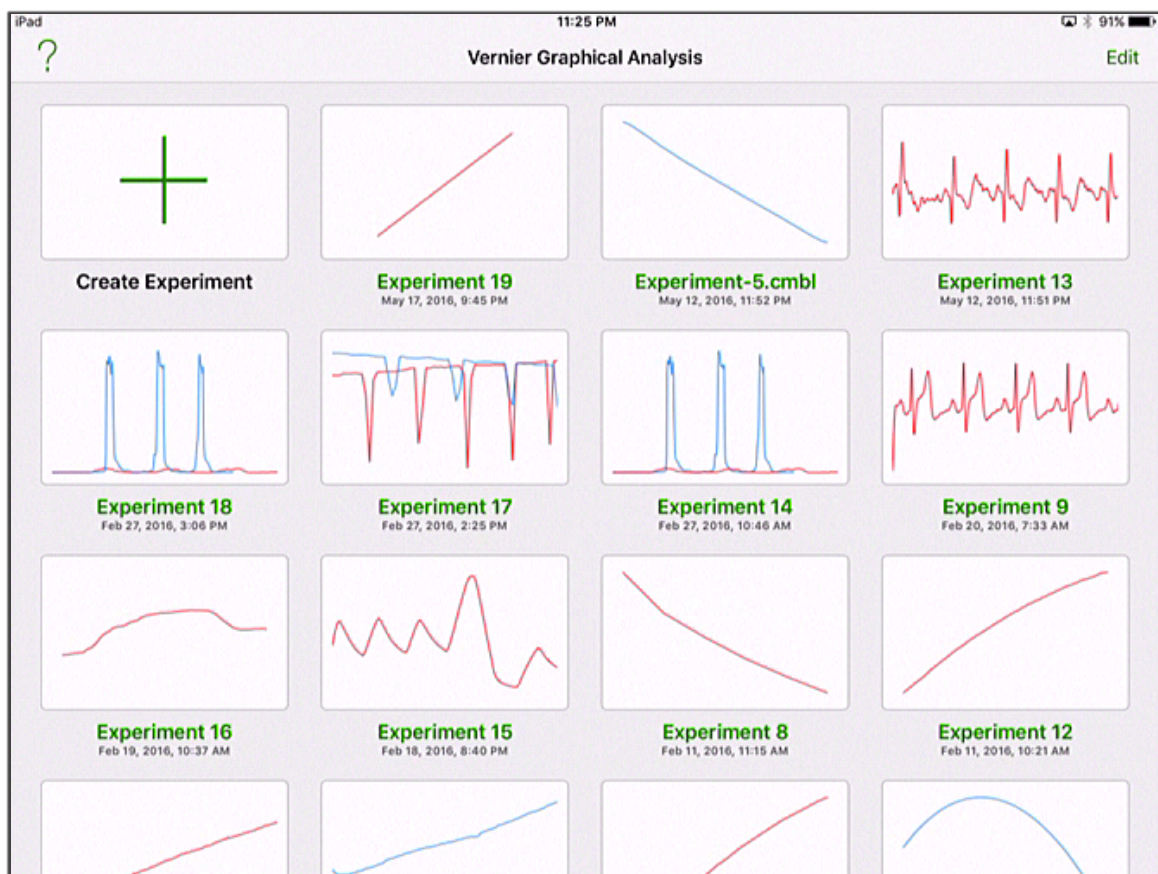 iPad
11:25 PM
91%
?
Vernier Graphical Analysis
Edit
Create Experiment
Experiment 19
May 17, 2016, 9:45 PM
Experiment-5.cmbl
May 12, 2016, 11:52 PM
Experiment 13
May 12, 2016, 11:51 PM
Experiment 18
Feb 27, 2016, 3:06 PM
Experiment 17
Feb 27, 2016, 2:25 PM
Experiment 14
Feb 27, 2016, 10:46 AM
Experiment 9
Feb 20, 2016, 7:33 AM
Experiment 16
Feb 19, 2016, 10:37 AM
Experiment 15
Feb 18, 2016, 8:40 PM
Experiment 8
Feb 11, 2016, 11:15 AM
Experiment 12
Feb 11, 2016, 10:21 AM